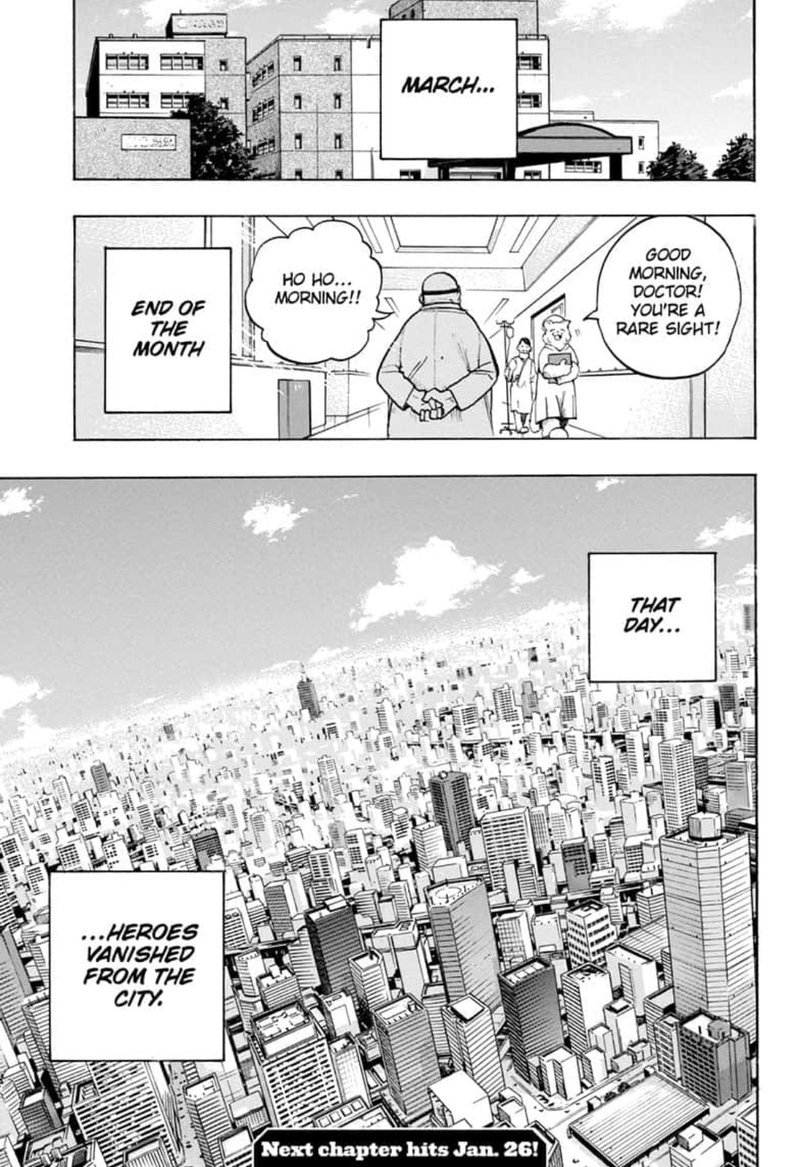 MARCH...
GOOD
MORNING,
DOCTOR!
YOU'RE A
RARE SIGHT!
HO HO...
MORNING!!
END OF
THE
MONTH
THAT
DAY...
...HEROES
VANISHED
FROM THE
CITY.
Next chapter hits Jan. 26!